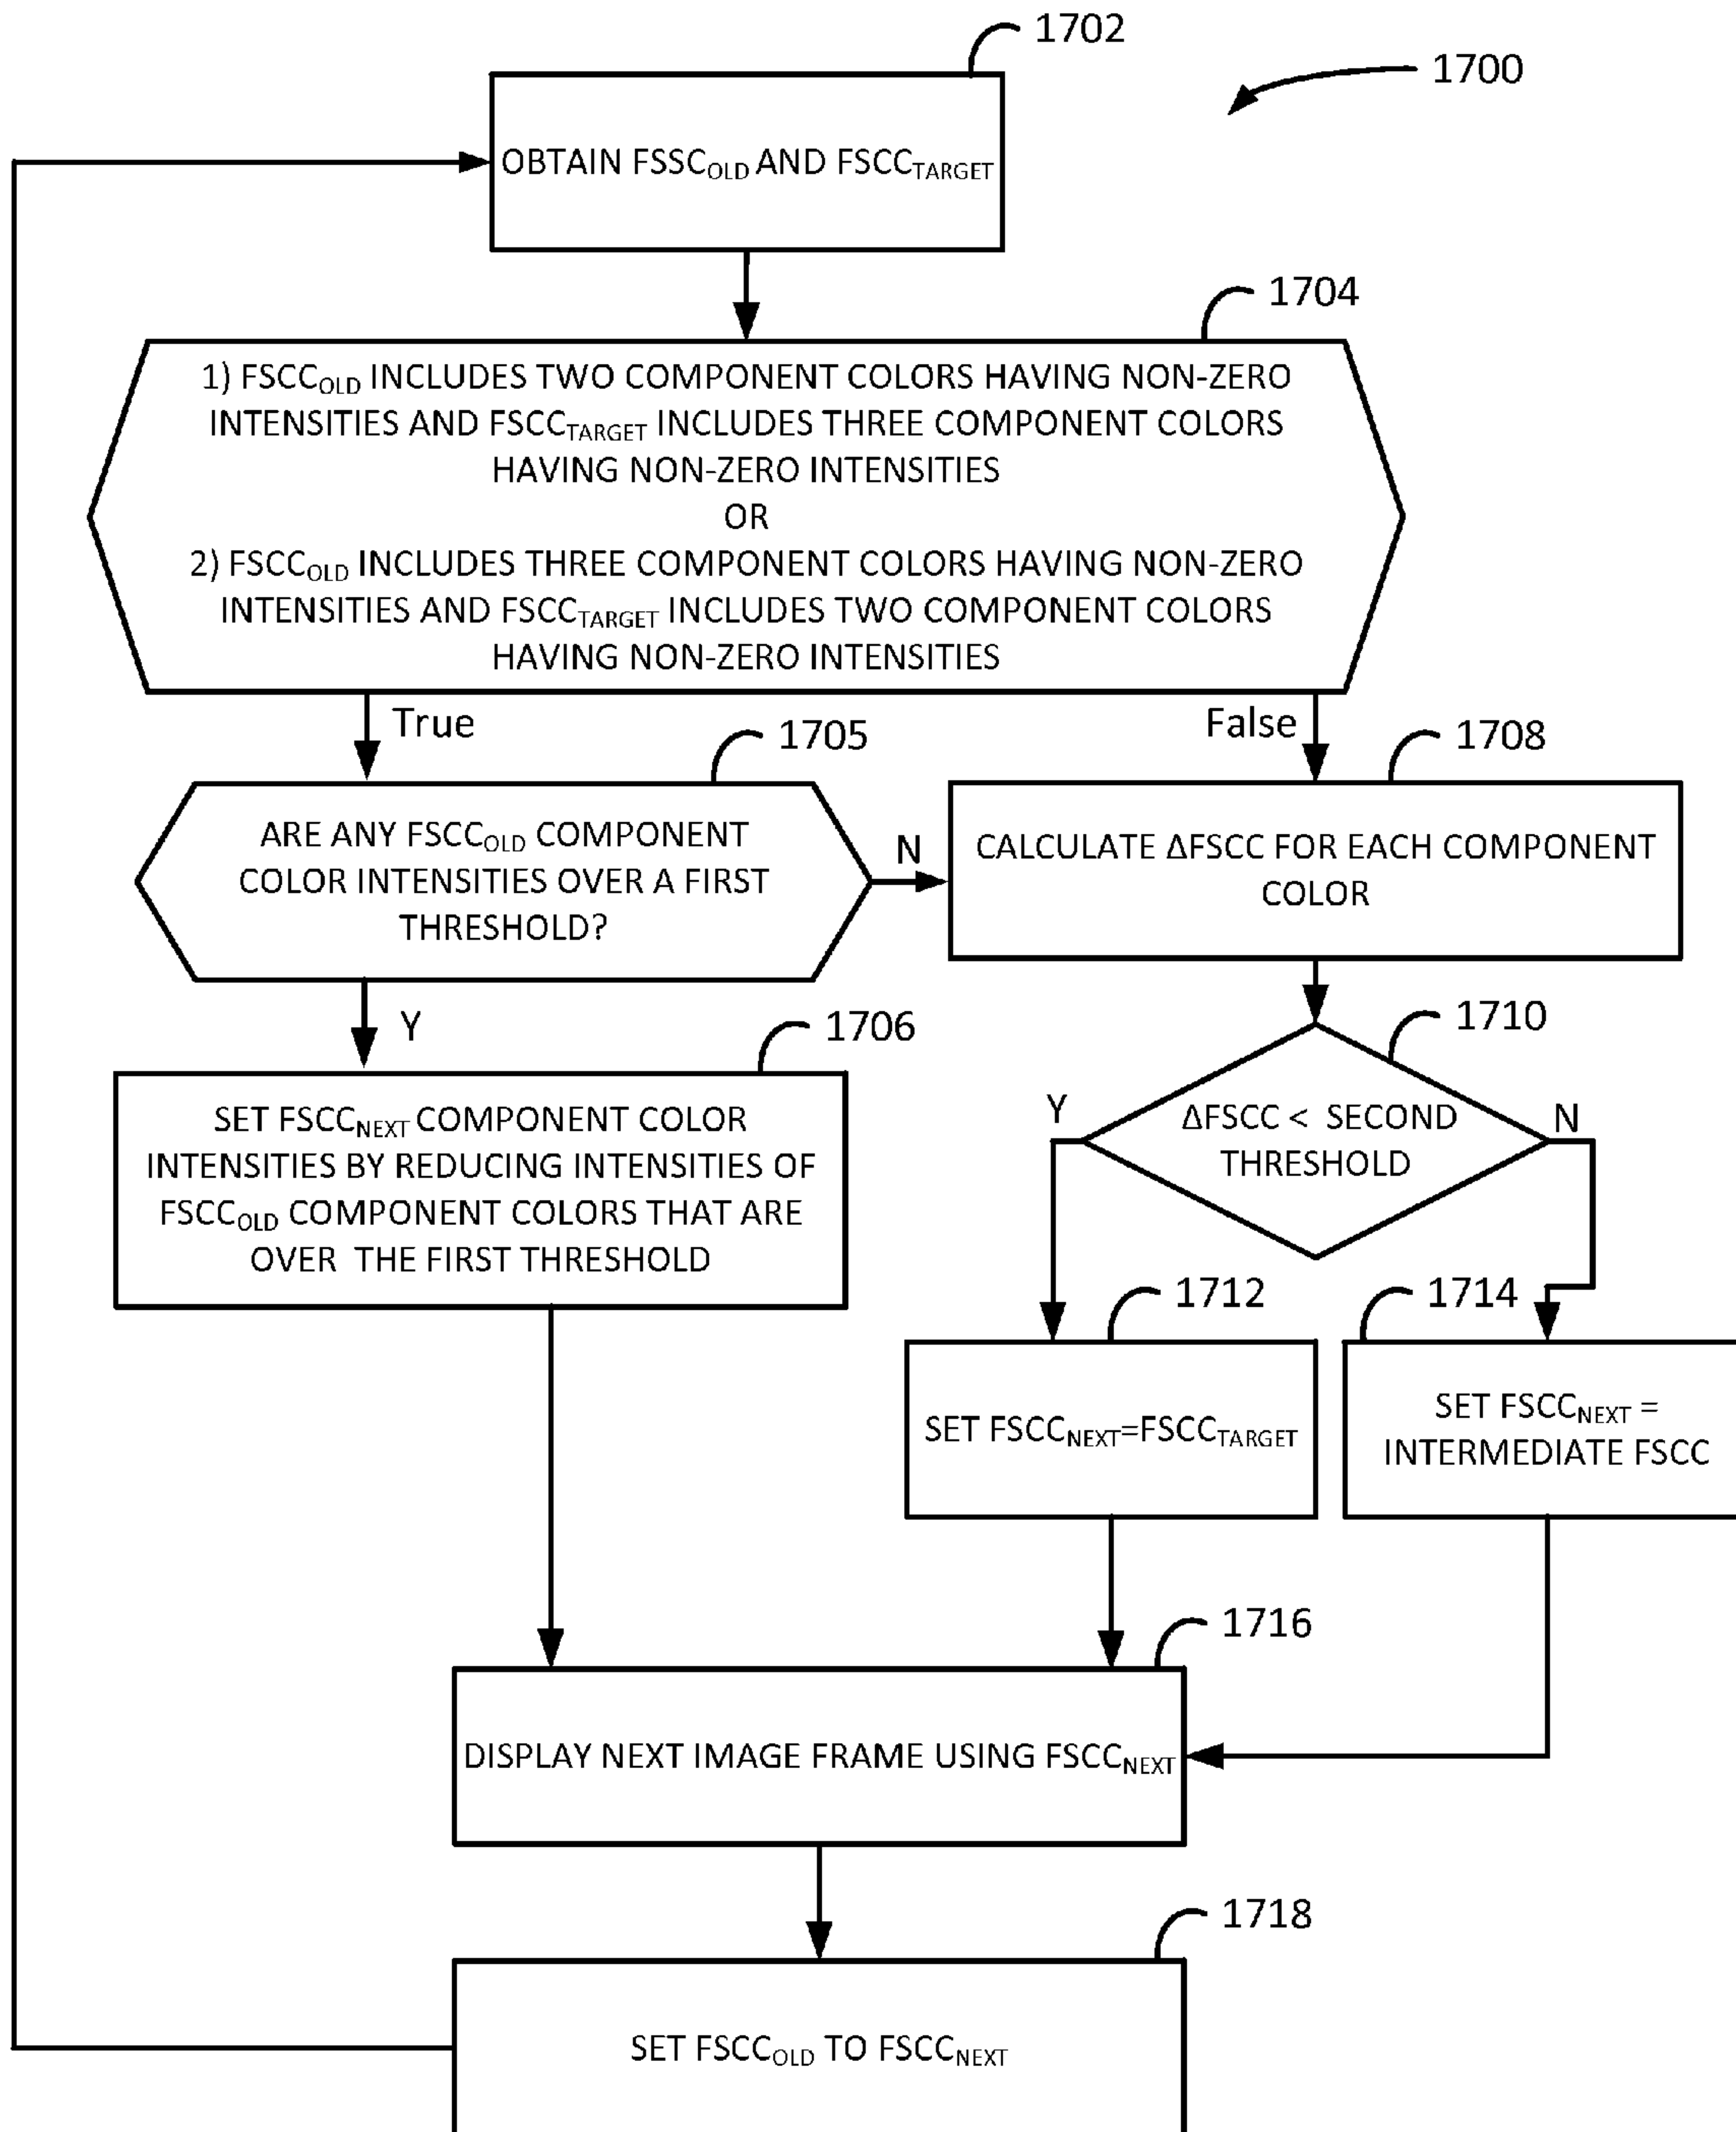 1702
1700
OBTAIN FSSCOLD AND FSCCTARGET
1704
1) FSCCOLD INCLUDES TWO COMPONENT COLORS HAVING NON-ZERO
INTENSITIES AND FSCCTARGET INCLUDES THREE COMPONENT COLORS
HAVING NON-ZERO INTENSITIES
OR
2) FSCCOLD INCLUDES THREE COMPONENT COLORS HAVING NON-ZERO
INTENSITIES AND FSCCTARGET INCLUDES TWO COMPONENT COLORS
HAVING NON-ZERO INTENSITIES
True
False
1705
ARE ANY FSCCOLD COMPONENT
COLOR INTENSITIES OVER A FIRST
THRESHOLD?
N
Y
1708
CALCULATE ΔFSCC FOR EACH COMPONENT
COLOR
1706
SET FSCCNEXT COMPONENT COLOR
INTENSITIES BY REDUCING INTENSITIES OF
FSCCOLD COMPONENT COLORS THAT ARE
OVER THE FIRST THRESHOLD
1710
ΔFSCC < SECOND
THRESHOLD
Y
N
1712
SET FSCCNEXT=FSCCTARGET
1714
SET FSCCNEXT =
INTERMEDIATE FSCC
1716
DISPLAY NEXT IMAGE FRAME USING FSCCNEXT
1718
SET FSCCOLD TO FSCCNEXT